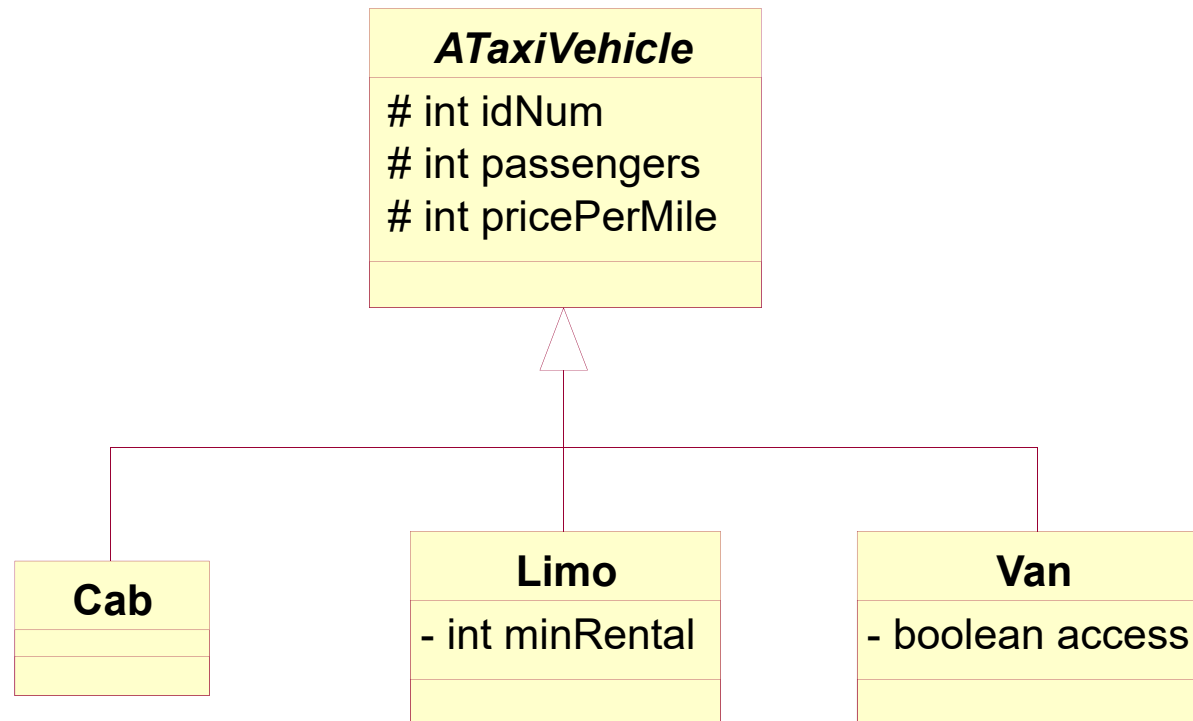 ATaxiVehicle
# int idNum
# int passengers
# int pricePerMile
Cab
Limo
- int minRental
Van
- boolean access